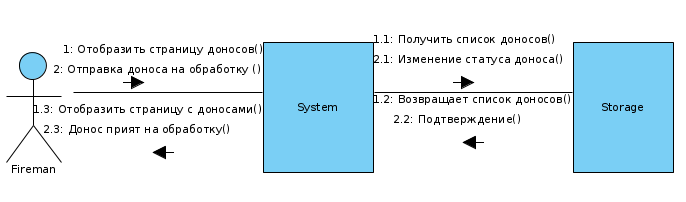 1: Отобразить страницу доносов()
2: Отправка доноса на обработку ()
1.3: Отобразить страницу с доносами()
2.3: Донос прият на обработку()
Fireman
System
1.1: Получить список доносов()
2.1: Изменение статуса доноса()
1.2: Возвращает список доносов()
2.2: Подтверждение()
Storage